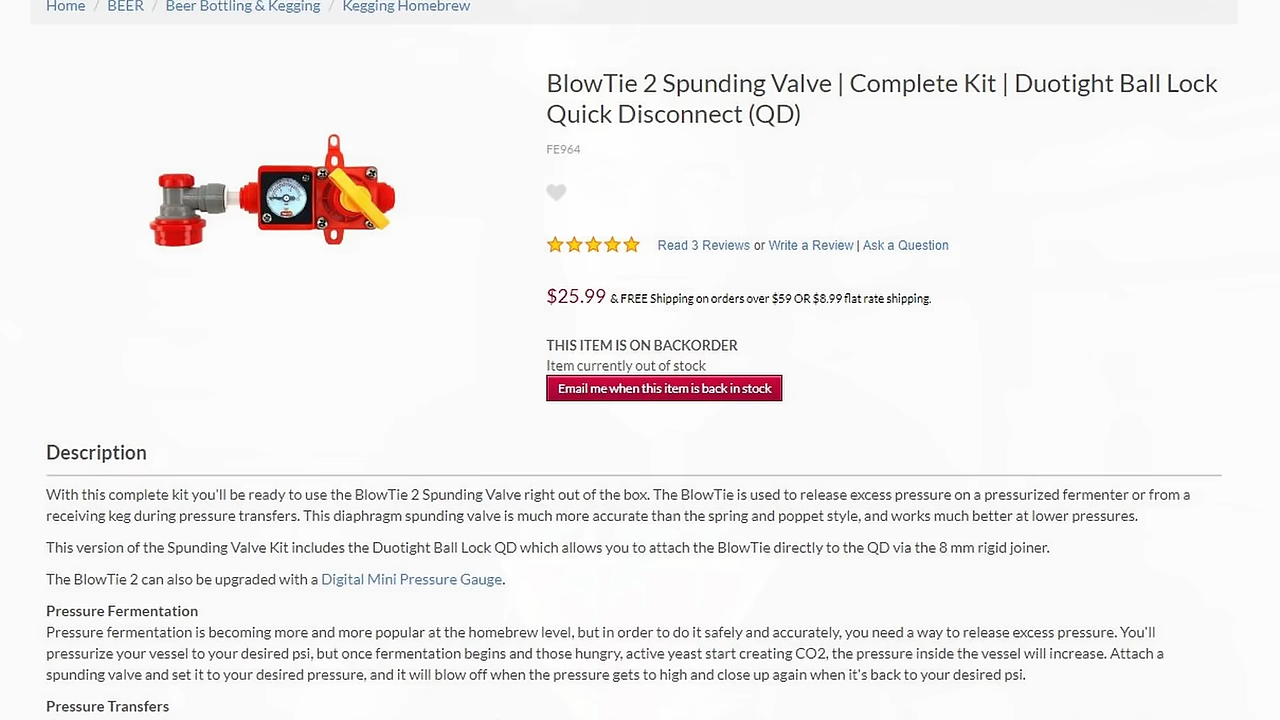 Home / BEER / Beer Bottling & Kegging / Kegging Homebrew
BlowTie 2 Spunding Valve | Complete Kit | Duotight Ball Lock
Quick Disconnect (QD)
FE964
Read 3 Reviews or Write a Review | Ask a Question
$25.99 & FREE Shipping on orders over $59 OR $8.99 flat rate shipping.
THIS ITEM IS ON BACKORDER
Item currently out of stock
Email me when this item is back in stock
Description
With this complete kit you'll be ready to use the BlowTie 2 Spunding Valve right out of the box. The BlowTie is used to release excess pressure on a pressurized fermenter or from a
receiving keg during pressure transfers. This diaphragm spunding valve is much more accurate than the spring and poppet style, and works much better at lower pressures.
This version of the Spunding Valve Kit includes the Duotight Ball Lock QD which allows you to attach the BlowTie directly to the QD via the 8 mm rigid joiner.
The BlowTie 2 can also be upgraded with a Digital Mini Pressure Gauge.
Pressure Fermentation
Pressure fermentation is becoming more and more popular at the homebrew level, but in order to do it safely and accurately, you need a way to release excess pressure. You'll
pressurize your vessel to your desired psi, but once fermentation begins and those hungry, active yeast start creating CO2, the pressure inside the vessel will increase. Attach a
spunding valve and set it to your desired pressure, and it will blow off when the pressure gets to high and close up again when it's back to your desired psi.
Pressure Transfers